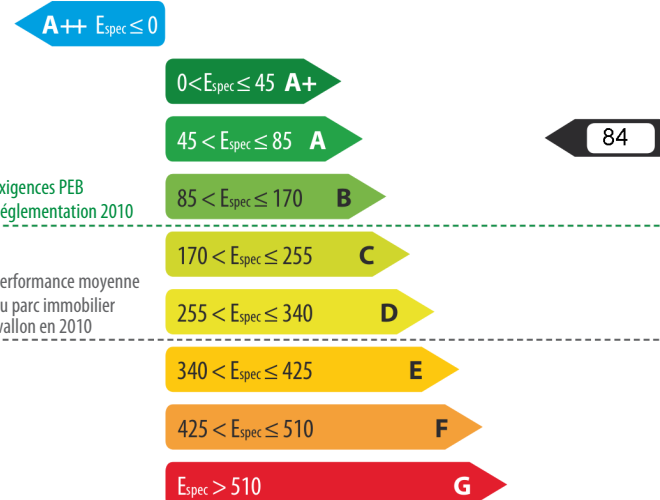 A++ Espec ≤ 0
0<Espec ≤ 45 A+
45 < Espec ≤ 85 A
84
85 < Espec ≤ 170 B
xigences PEB
églementation 2010
170 < Espec ≤ 255 C
erformance moyenne
u parc immobilier
vallon en 2010
255 < Espec ≤ 340 D
340 < Espec ≤ 425 E
425 < Espec ≤ 510 F
Espec > 510 G